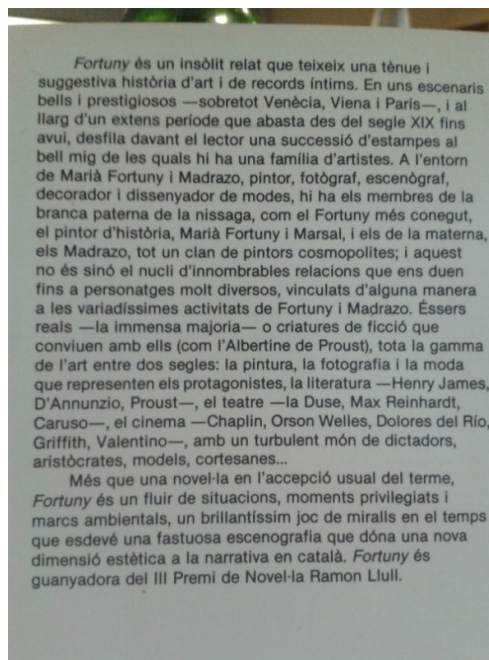 Fortuny és un insòlit relat que teixeix una tènue i
suggestiva història d'art i de records íntims. En uns escenaris
bells i prestigiosos —sobretot Venècia, Viena i París—, i al
llarg d'un extens període que abasta des del segle XIX fins
avui, desfila davant el lector una successió d'estampes al
bell mig de les quals hi ha una família d'artistes. A l'entorn
de Marià Fortuny i Madrazo, pintor, fotògraf, escenògraf,
decorador i dissenyador de modes, hi ha els membres de la
branca paterna de la nissaga, com el Fortuny més conegut,
el pintor d'història, Marià Fortuny i Marsal, i els de la materna,
els Madrazo, tot un clan de pintors cosmopolites; i aquest
no és sinó el nucli d'innombrables relacions que ens duen
fins a personatges molt diversos, vinculats d'alguna manera
a les variadíssimes activitats de Fortuny i Madrazo. Éssers
reals —la immensa majoria— o criatures de ficció que
conviuen amb ells (com l'Albertine de Proust), tota la gamma
de l'art entre dos segles: la pintura, la fotografia i la moda
que representen els protagonistes, la literatura —Henry James,
D'Annunzio, Proust—, el teatre —la Duse, Max Reinhardt,
Caruso—, el cinema —Chaplin, Orson Welles, Dolores del Río,
Griffith, Valentino—, amb un turbulent món de dictadors,
aristòcrates, models, cortesanes...
Més que una novel·la en l'accepció usual del terme,
Fortuny és un fluir de situacions, moments privilegiats i
marcs ambientals, un brillantíssim joc de miralls en el temps
que esdevé una fastuosa escenografia que dóna una nova
dimensió estètica a la narrativa en català. Fortuny és
guanyadora del III Premi de Novel·la Ramon Llull.